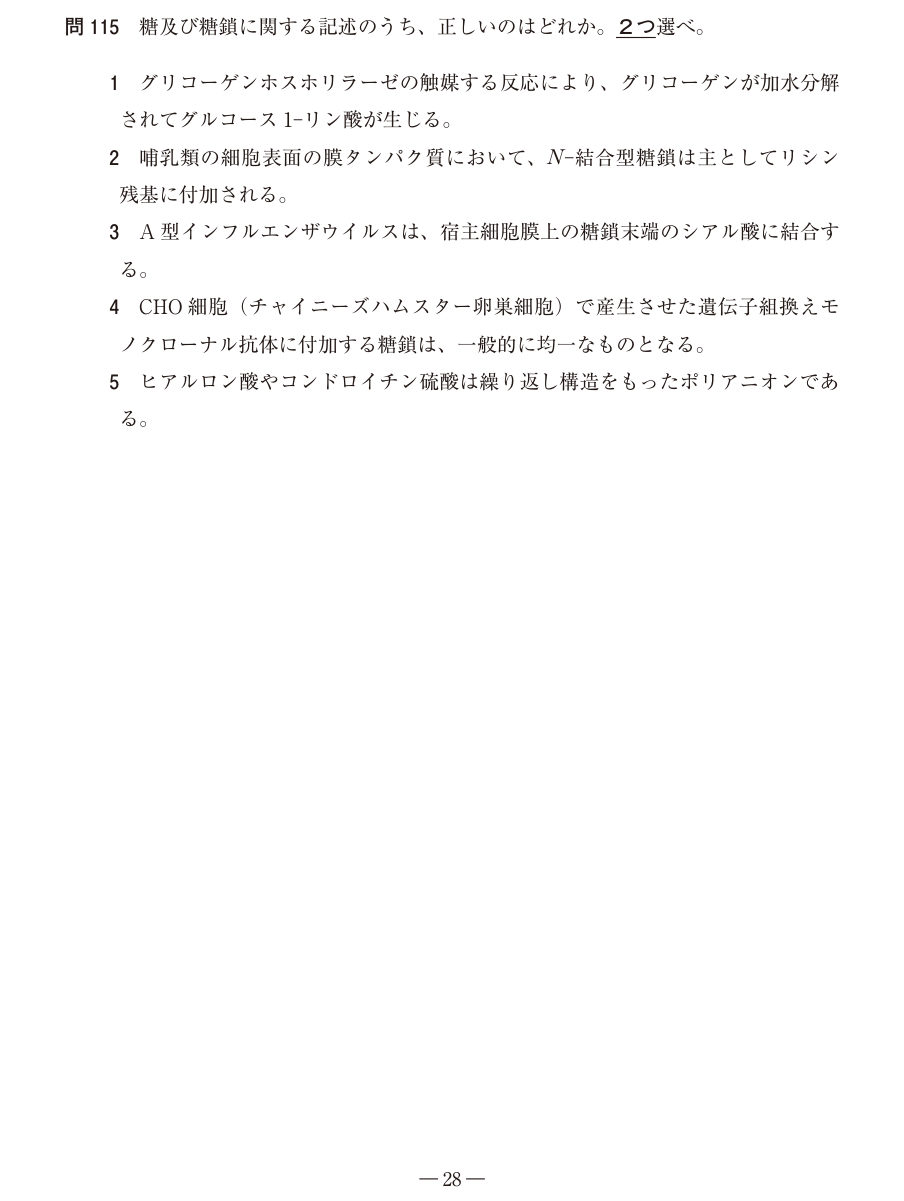 問 115 糖及び糖鎖に関する記述のうち、正しいのはどれか。2つ選べ。
1 グリコーゲンホスホリラーゼの触媒する反応により、グリコーゲンが加水分解
されてグルコース 1-リン酸が生じる。
2 哺乳類の細胞表面の膜タンパク質において、N-結合型糖鎖は主としてリシン
残基に付加される。
3 A 型インフルエンザウイルスは、宿主細胞膜上の糖鎖末端のシアル酸に結合す
る。
4 CHO 細胞（チャイニーズハムスター卵巣細胞）で産生させた遺伝子組換えモ
ノクローナル抗体に付加する糖鎖は、一般的に均一なものとなる。
5 ヒアルロン酸やコンドロイチン硫酸は繰り返し構造をもったポリアニオンであ
る。
― 28 ―